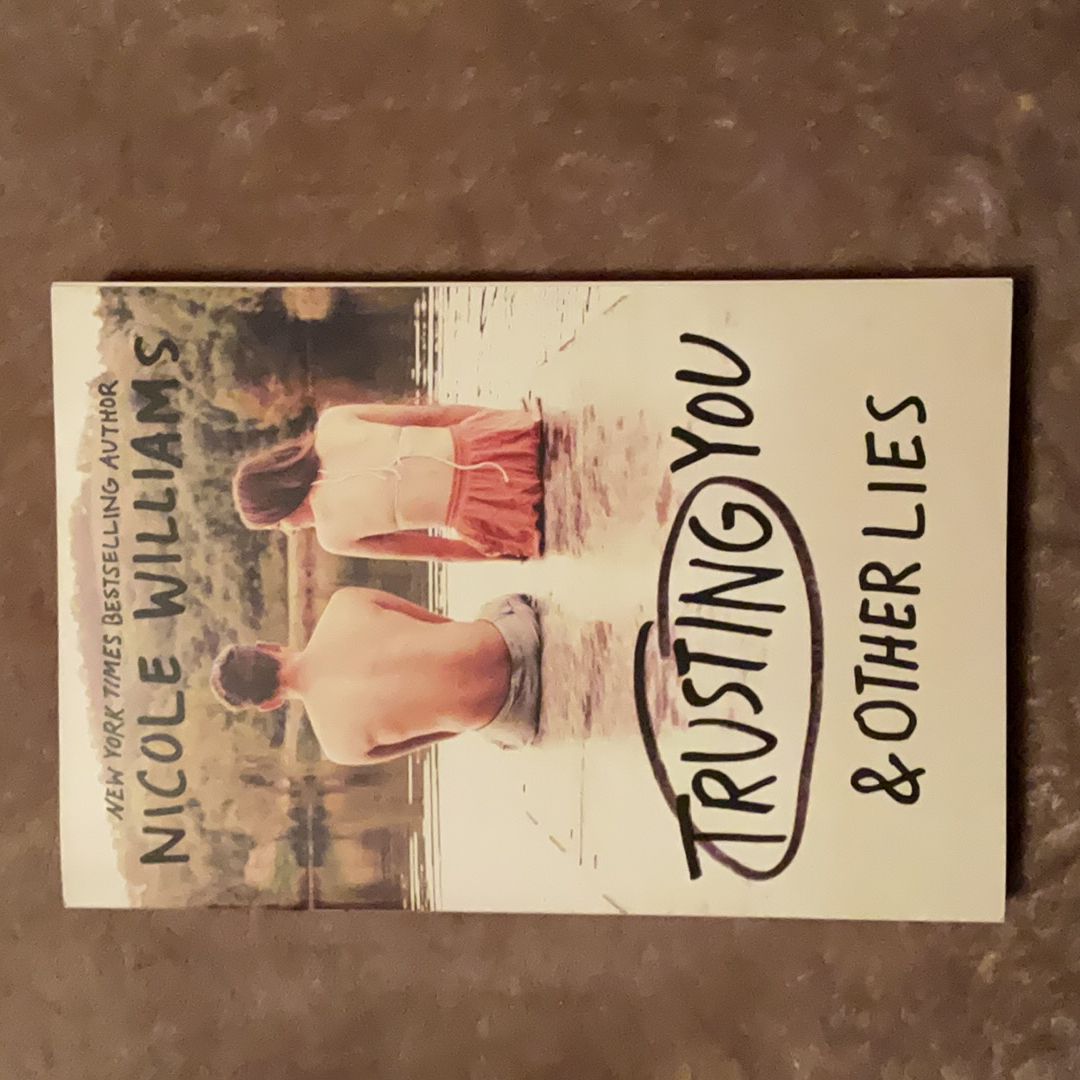 NEW YORK TIMES BESTSELLING AUTHOR
NICOLE WILLIAMS
TRUSTING YOU
& OTHER LIES